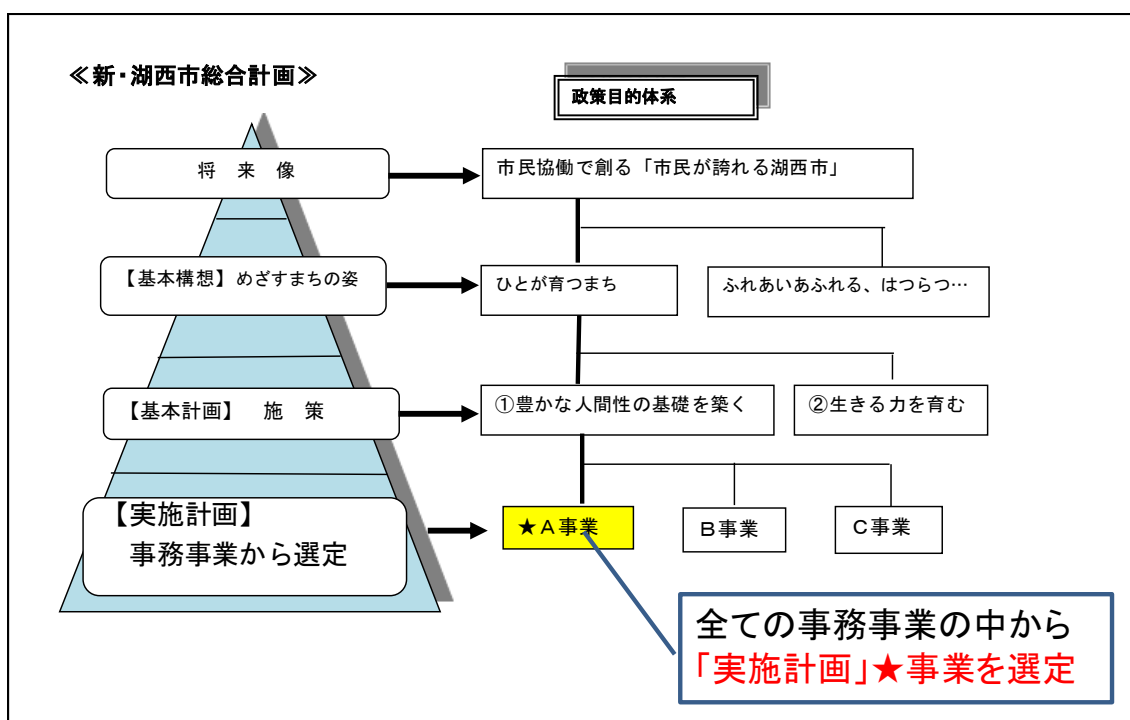 ≪新・湖西市総合計画≫
政策目的体系
将来像
市民協働で創る「市民が誇れる湖西市」
【基本構想】めざすまちの姿
ひとが育つまち
ふれあいあふれる、はつらつ…
【基本計画】 施 策
①豊かな人間性の基礎を築く
②生きる力を育む
【実施計画】
事務事業から選定
★A事業
B事業
C事業
全ての事務事業の中から
「実施計画」★事業を選定